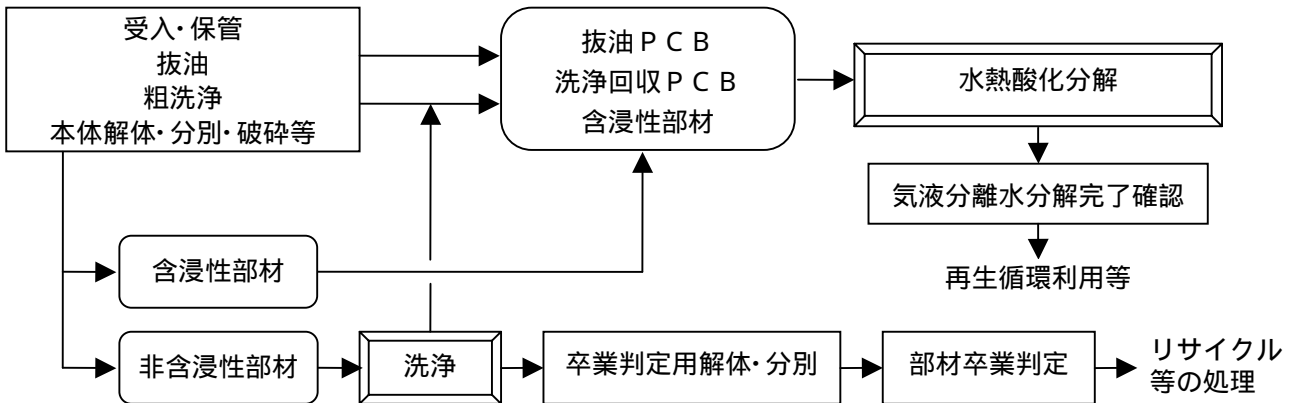 受入・保管
抜油
粗洗浄
本体解体・分別・破砕等
抜油ＰＣＢ
洗浄回収ＰＣＢ
含浸性部材
水熱酸化分解
気液分離水分解完了確認
再生循環利用等
含浸性部材
非含浸性部材
洗浄
卒業判定用解体・分別
部材卒業判定
リサイクル
等の処理